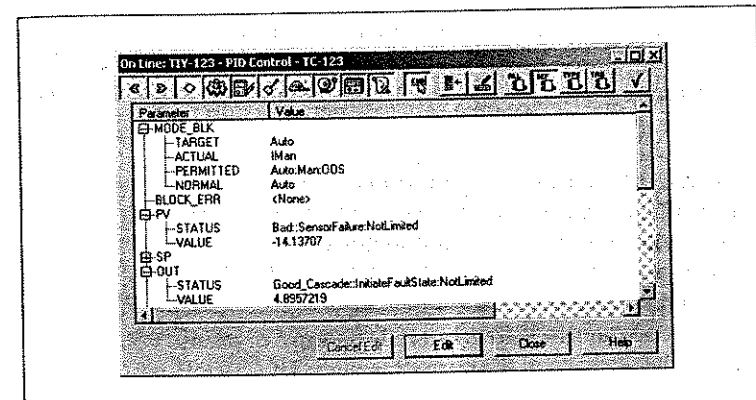 On Line: TIY-123 - PID Control - TC-123
Parameter Value
MODE_BLK
TARGET Auto
ACTUAL IMan
PERMITTED Auto:Man:OOS
NORMAL Auto
BLOCK_ERR <None>
PV
STATUS Bad::SensorFailure:NotLimited
VALUE -14.13707
SP
OUT
STATUS Good_Cascade::InitiateFaultState:NotLimited
VALUE 4.8957219
Cancel Edit Edit Close Help